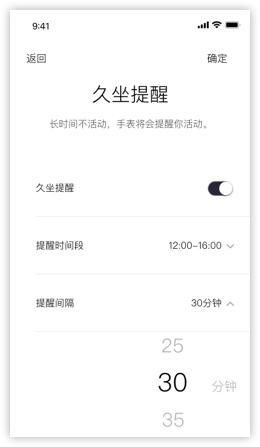 9:41
返回 确定
久坐提醒
长时间不活动，手表将会提醒你活动。
久坐提醒
提醒时间段 12:00-16:00
提醒间隔 30分钟
25
30 分钟
35